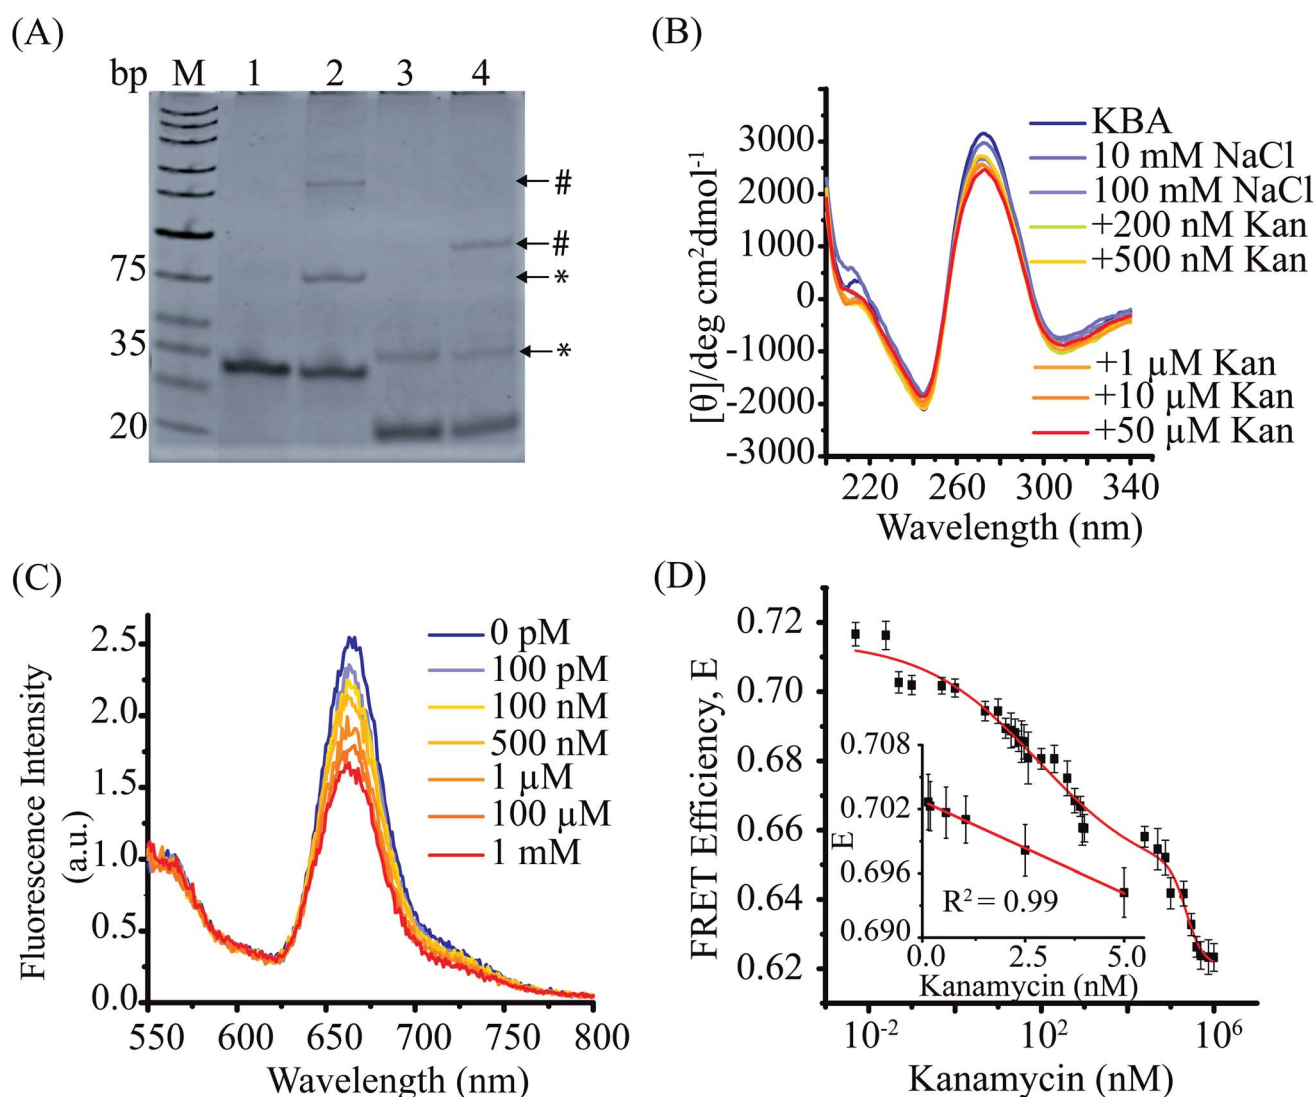 (A)
bp M 1 2 3 4
#
#
75
*
35
*
20
(B)
[θ]/deg cm²dmol⁻¹
3000
2000
1000
0
-1000
-2000
-3000
KBA
10 mM NaCl
100 mM NaCl
+200 nM Kan
+500 nM Kan
+1 µM Kan
+10 µM Kan
+50 µM Kan
220 260 300 340
Wavelength (nm)
(C)
Fluorescence Intensity
(a.u.)
2.5
2.0
1.5
1.0
0.5
0.0
0 pM
100 pM
100 nM
500 nM
1 µM
100 µM
1 mM
550 600 650 700 750 800
Wavelength (nm)
(D)
FRET Efficiency, E
0.72
0.70
0.68
0.66
0.64
0.62
0.708
0.702
E
0.696
0.690
R² = 0.99
0.0 2.5 5.0
Kanamycin (nM)
10⁻² 10² 10⁶
Kanamycin (nM)